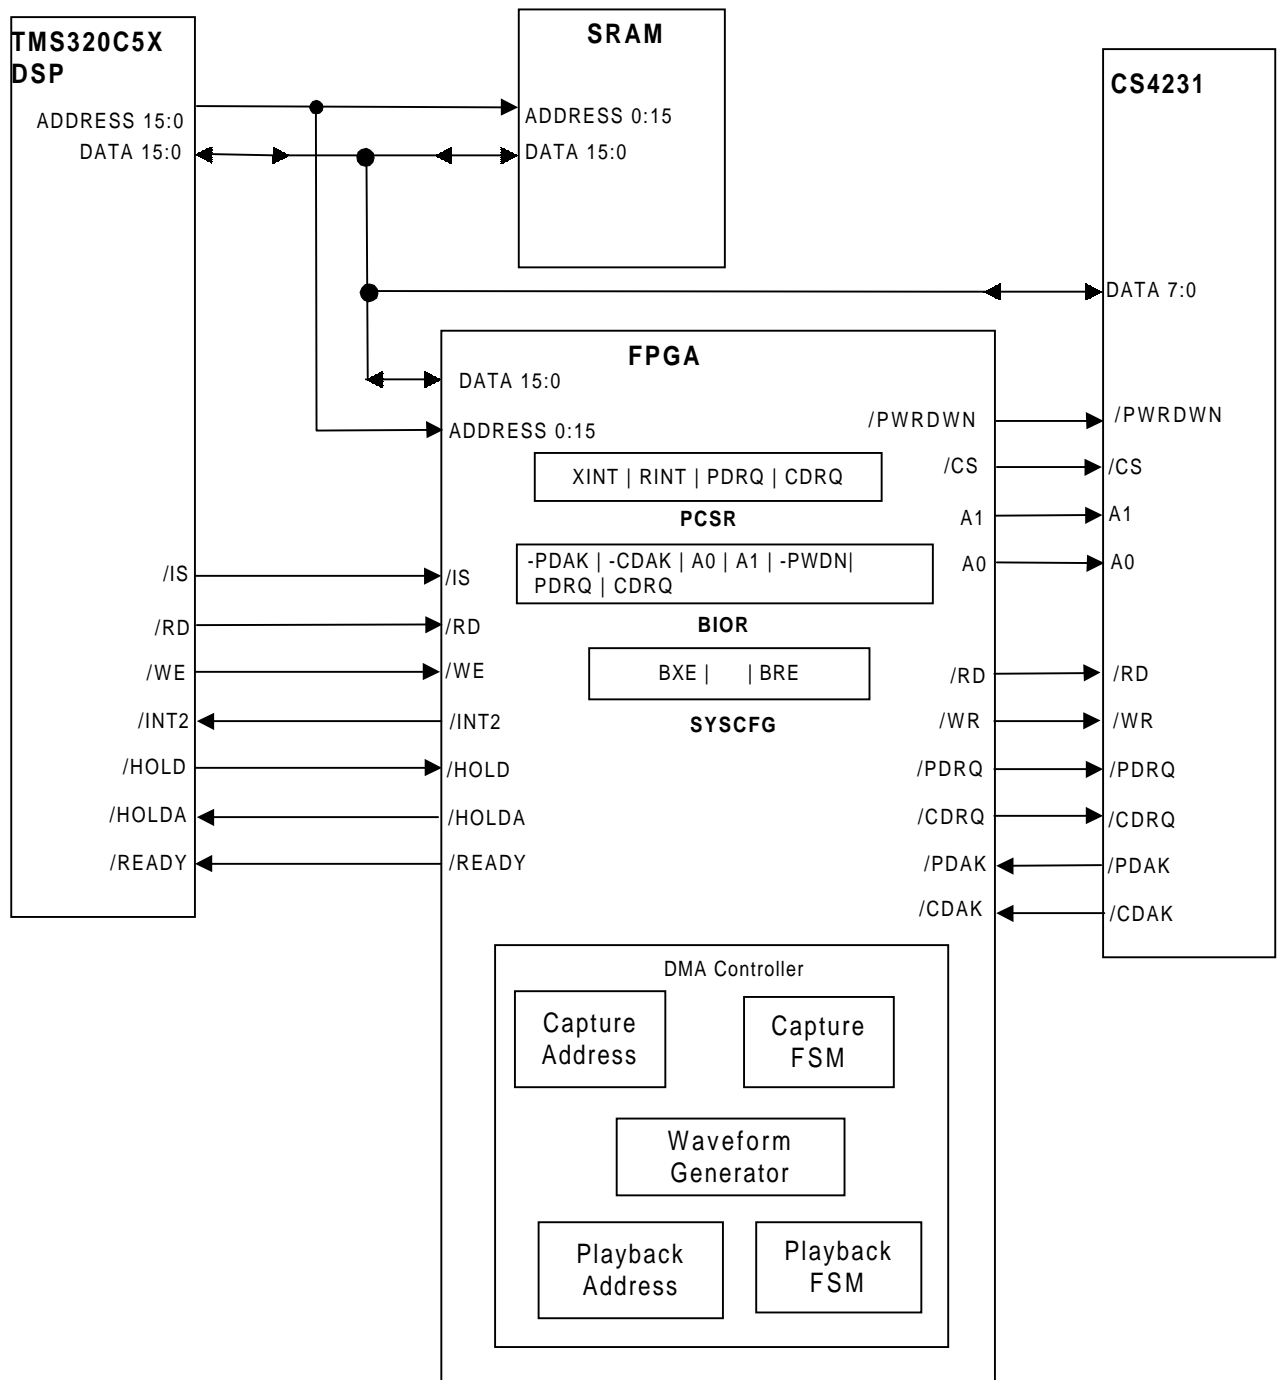 TMS320C5X
DSP
ADDRESS 15:0
DATA 15:0
/IS
/RD
/WE
/INT2
/HOLD
/HOLDA
/READY
SRAM
ADDRESS 0:15
DATA 15:0
CS4231
DATA 7:0
/PWRDWN
/CS
A1
A0
/RD
/WR
/PDRQ
/CDRQ
/PDAK
/CDAK
FPGA
DATA 15:0
ADDRESS 0:15
/IS
/RD
/WE
/INT2
/HOLD
/HOLDA
/READY
/PWRDWN
/CS
A1
A0
/RD
/WR
/PDRQ
/CDRQ
/PDAK
/CDAK
XINT | RINT | PDRQ | CDRQ
PCSR
-PDAK | -CDAK | A0 | A1 | -PWDN|
PDRQ | CDRQ
BIOR
BXE | | BRE
SYSCFG
DMA Controller
Capture
Address
Capture
FSM
Waveform
Generator
Playback
Address
Playback
FSM